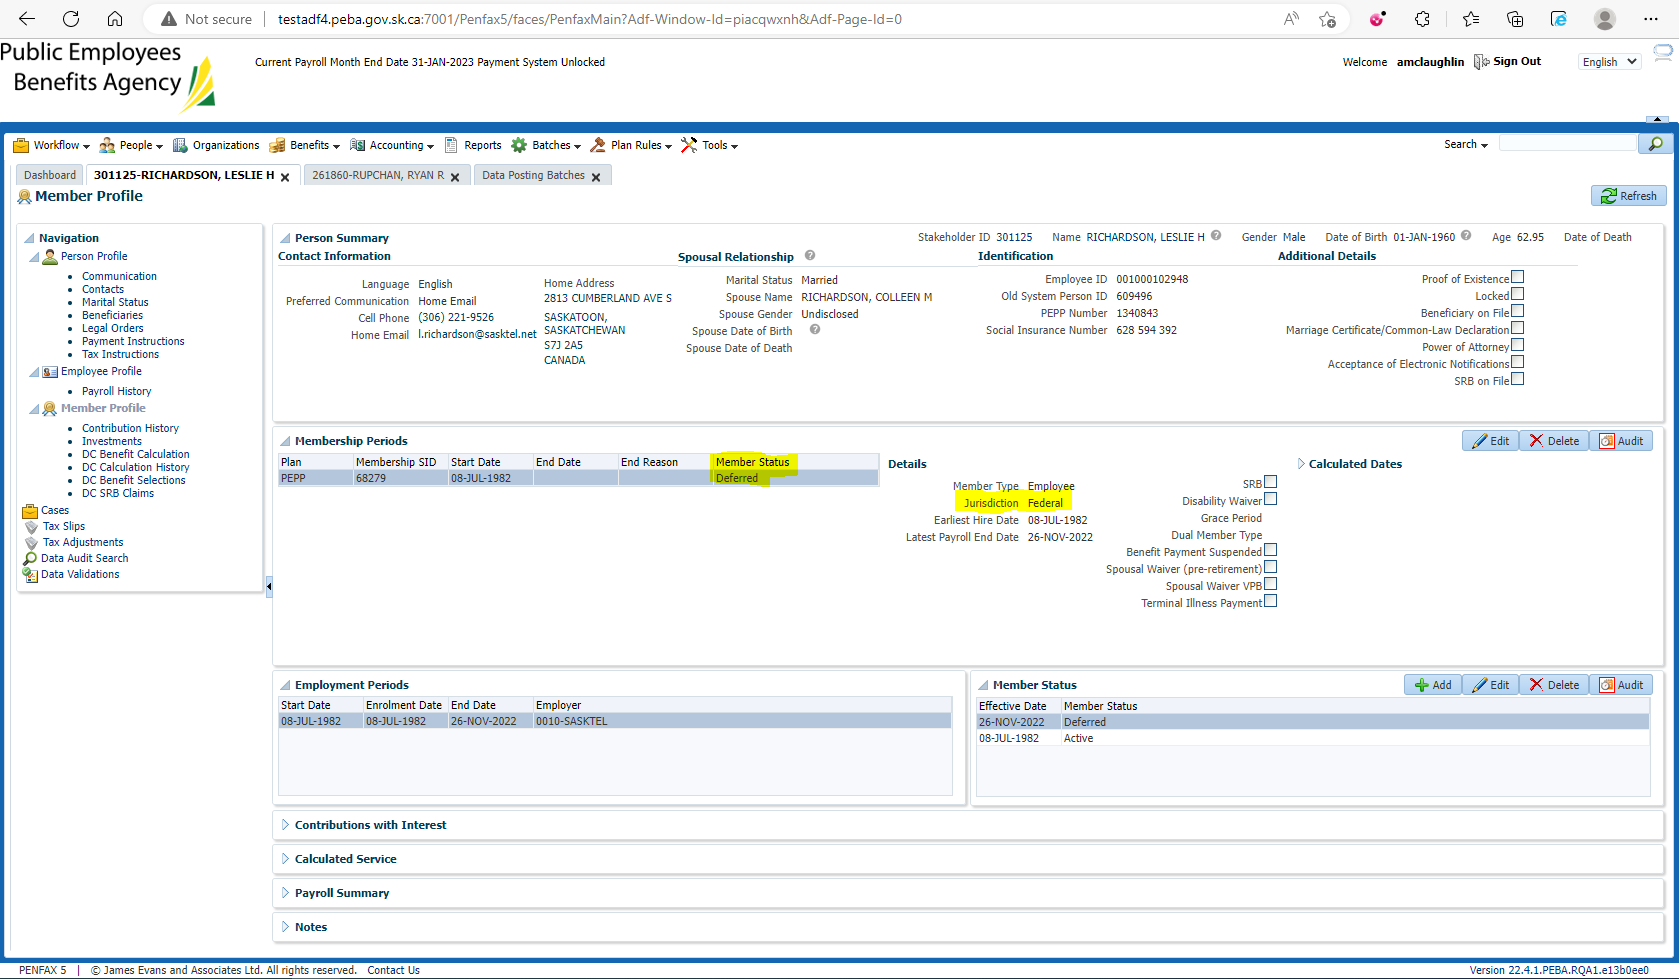 Not secure | testadf4.peba.gov.sk.ca:7001/Penfax5/faces/PenfaxMain?Adf-Window-Id=piacqwxnh&Adf-Page-Id=0
Public Employees
Benefits Agency
Current Payroll Month End Date 31-JAN-2023 Payment System Unlocked
Welcome amclaughlin Sign Out English
Workflow People Organizations Benefits Accounting Reports Batches Plan Rules Tools Search
Dashboard 301125-RICHARDSON, LESLIE H 261860-RUPCHAN, RYAN R Data Posting Batches
Member Profile Refresh
Navigation
Person Profile
Communication
Contacts
Marital Status
Beneficiaries
Legal Orders
Payment Instructions
Tax Instructions
Employee Profile
Payroll History
Member Profile
Contribution History
Investments
DC Benefit Calculation
DC Calculation History
DC Benefit Selections
DC SRB Claims
Cases
Tax Slips
Tax Adjustments
Data Audit Search
Data Validations
Person Summary Stakeholder ID 301125 Name RICHARDSON, LESLIE H Gender Male Date of Birth 01-JAN-1960 Age 62.95 Date of Death
Contact Information
Language English
Preferred Communication Home Email
Cell Phone (306) 221-9526
Home Email l.richardson@sasktel.net
Home Address
2813 CUMBERLAND AVE S
SASKATOON,
SASKATCHEWAN
S7J 2A5
CANADA
Spousal Relationship
Marital Status Married
Spouse Name RICHARDSON, COLLEEN M
Spouse Gender Undisclosed
Spouse Date of Birth
Spouse Date of Death
Identification
Employee ID 001000102948
Old System Person ID 609496
PEPP Number 1340843
Social Insurance Number 628 594 392
Additional Details
Proof of Existence
Locked
Beneficiary on File
Marriage Certificate/Common-Law Declaration
Power of Attorney
Acceptance of Electronic Notifications
SRB on File
Membership Periods Edit Delete Audit
Plan Membership SID Start Date End Date End Reason Member Status
PEPP 68279 08-JUL-1982 Deferred
Details
Member Type Employee
Jurisdiction Federal
Earliest Hire Date 08-JUL-1982
Latest Payroll End Date 26-NOV-2022
SRB
Disability Waiver
Grace Period
Dual Member Type
Benefit Payment Suspended
Spousal Waiver (pre-retirement)
Spousal Waiver VPB
Terminal Illness Payment
Calculated Dates
Employment Periods
Start Date Enrolment Date End Date Employer
08-JUL-1982 08-JUL-1982 26-NOV-2022 0010-SASKTEL
Member Status Add Edit Delete Audit
Effective Date Member Status
26-NOV-2022 Deferred
08-JUL-1982 Active
Contributions with Interest
Calculated Service
Payroll Summary
Notes
PENFAX 5 | © James Evans and Associates Ltd. All rights reserved. Contact Us Version 22.4.1.PEBA.RQA1.e13b0ee0